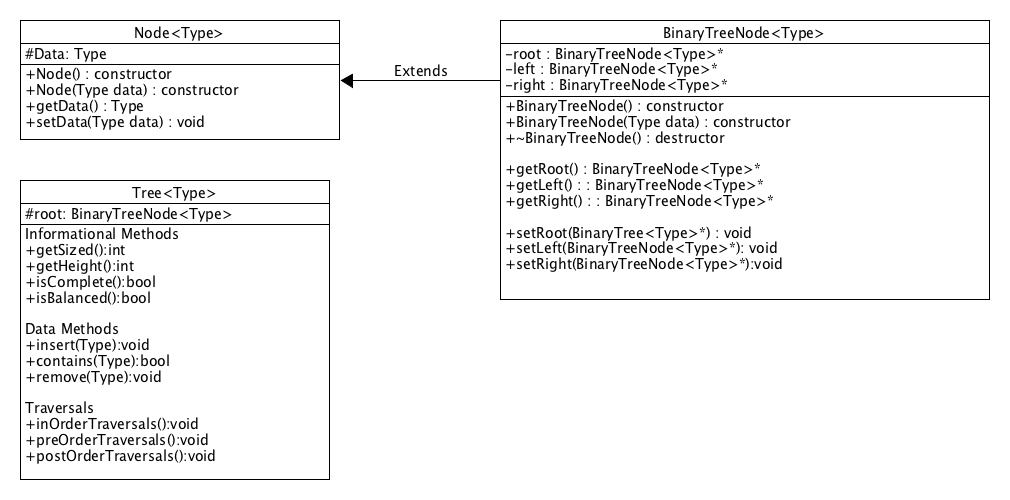 Node<Type>
#Data: Type
+Node() : constructor
+Node(Type data) : constructor
+getData() : Type
+setData(Type data) : void
Extends
BinaryTreeNode<Type>
-root : BinaryTreeNode<Type>*
-left : BinaryTreeNode<Type>*
-right : BinaryTreeNode<Type>*
+BinaryTreeNode() : constructor
+BinaryTreeNode(Type data) : constructor
+~BinaryTreeNode() : destructor
+getRoot() : BinaryTreeNode<Type>*
+getLeft() : : BinaryTreeNode<Type>*
+getRight() : : BinaryTreeNode<Type>*
+setRoot(BinaryTree<Type>*) : void
+setLeft(BinaryTreeNode<Type>*): void
+setRight(BinaryTreeNode<Type>*):void
Tree<Type>
#root: BinaryTreeNode<Type>
Informational Methods
+getSized():int
+getHeight():int
+isComplete():bool
+isBalanced():bool
Data Methods
+insert(Type):void
+contains(Type):bool
+remove(Type):void
Traversals
+inOrderTraversals():void
+preOrderTraversals():void
+postOrderTraversals():void